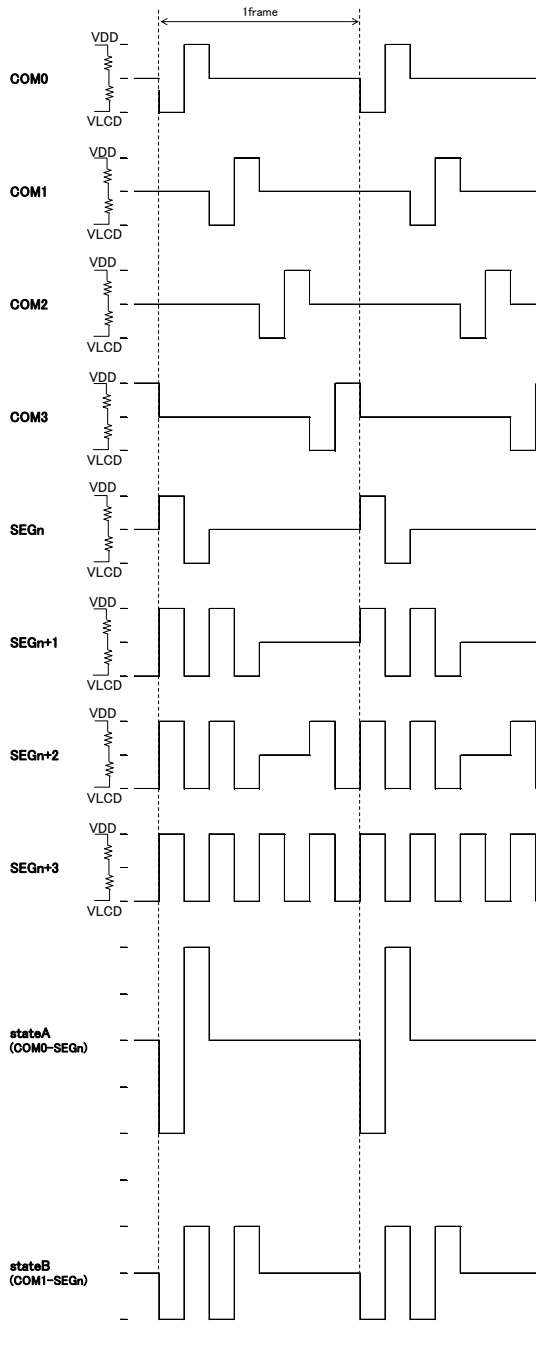 1frame
VDD
COM0
VLCD
VDD
COM1
VLCD
VDD
COM2
VLCD
VDD
COM3
VLCD
VDD
SEGn
VLCD
VDD
SEGn+1
VLCD
VDD
SEGn+2
VLCD
VDD
SEGn+3
VLCD
stateA
(COM0-SEGn)
stateB
(COM1-SEGn)